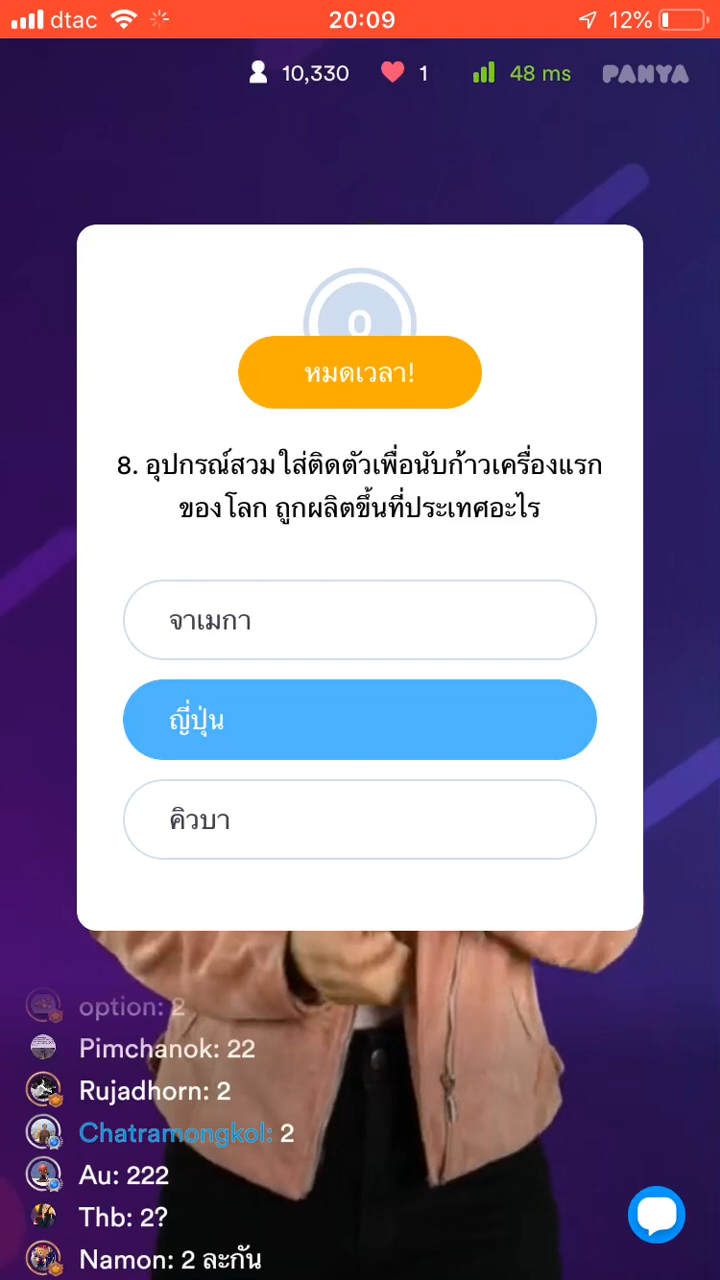 dtac 20:09 12%
10,330 1 48 ms PANYA
0
หมดเวลา!
8. อุปกรณ์สวมใส่ติดตัวเพื่อนับก้าวเครื่องแรก
ของโลก ถูกผลิตขึ้นที่ประเทศอะไร
จาเมกา
ญี่ปุ่น
คิวบา
option: 2
Pimchanok: 22
Rujadhorn: 2
Chatramongkol: 2
Au: 222
Thb: 2?
Namon: 2 ละกัน